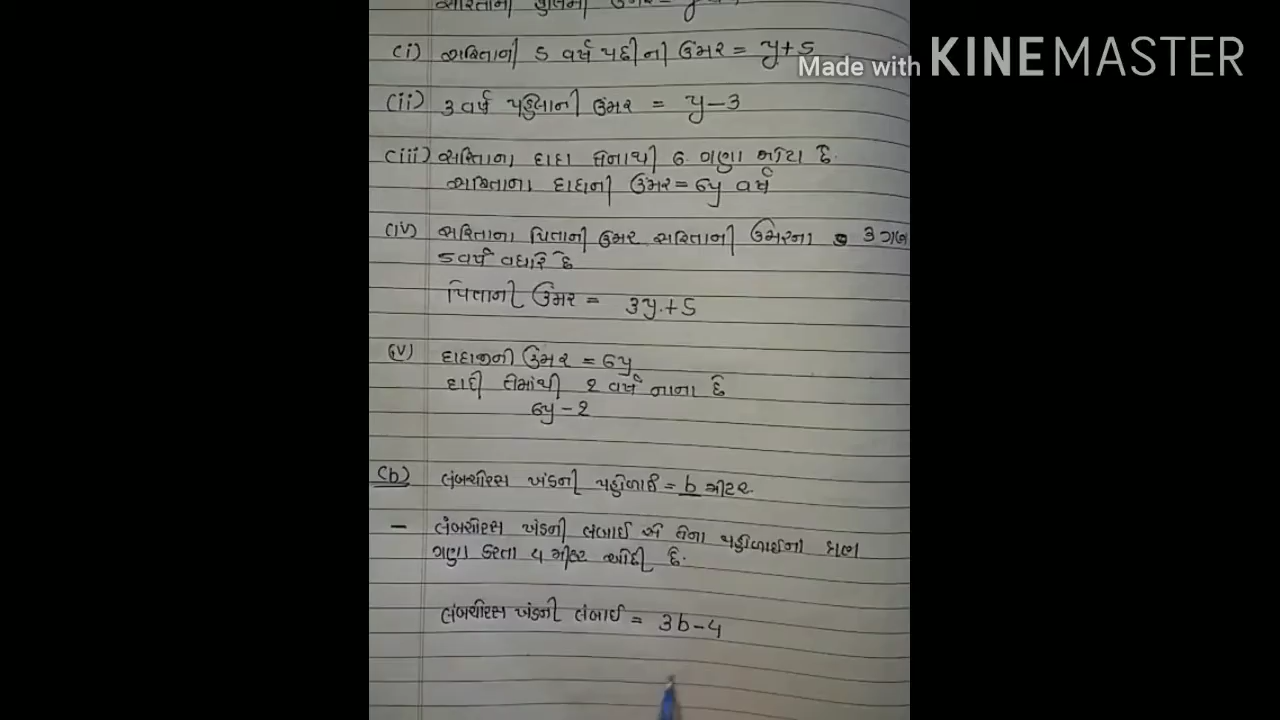 (i) સરિતાની 5 વર્ષ પછીની ઉંમર = y+5
Made with KINEMASTER
(ii) 3 વર્ષ પહેલાની ઉંમર = y-3
(iii) સરિતાના દાદા તેનાથી 6 ગણા મોટા છે.
સરિતાના દાદાની ઉંમર = 6y વર્ષ
(iv) સરિતાના પિતાની ઉંમર સરિતાની ઉંમરના 3 ગણા
5 વર્ષ વધારે છે
પિતાની ઉંમર = 3y+5
(v) દાદાજીની ઉંમર = 6y
દાદી તેમાંથી 2 વર્ષ નાના છે
6y-2
(b) લંબચોરસ ખંડની પહોળાઈ = b મીટર
- લંબચોરસ ખંડની લંબાઈ એ તેના પહોળાઈની ત્રણ
ગણા કરતા 4 મીટર ઓછી છે.
લંબચોરસ ખંડની લંબાઈ = 3b-4